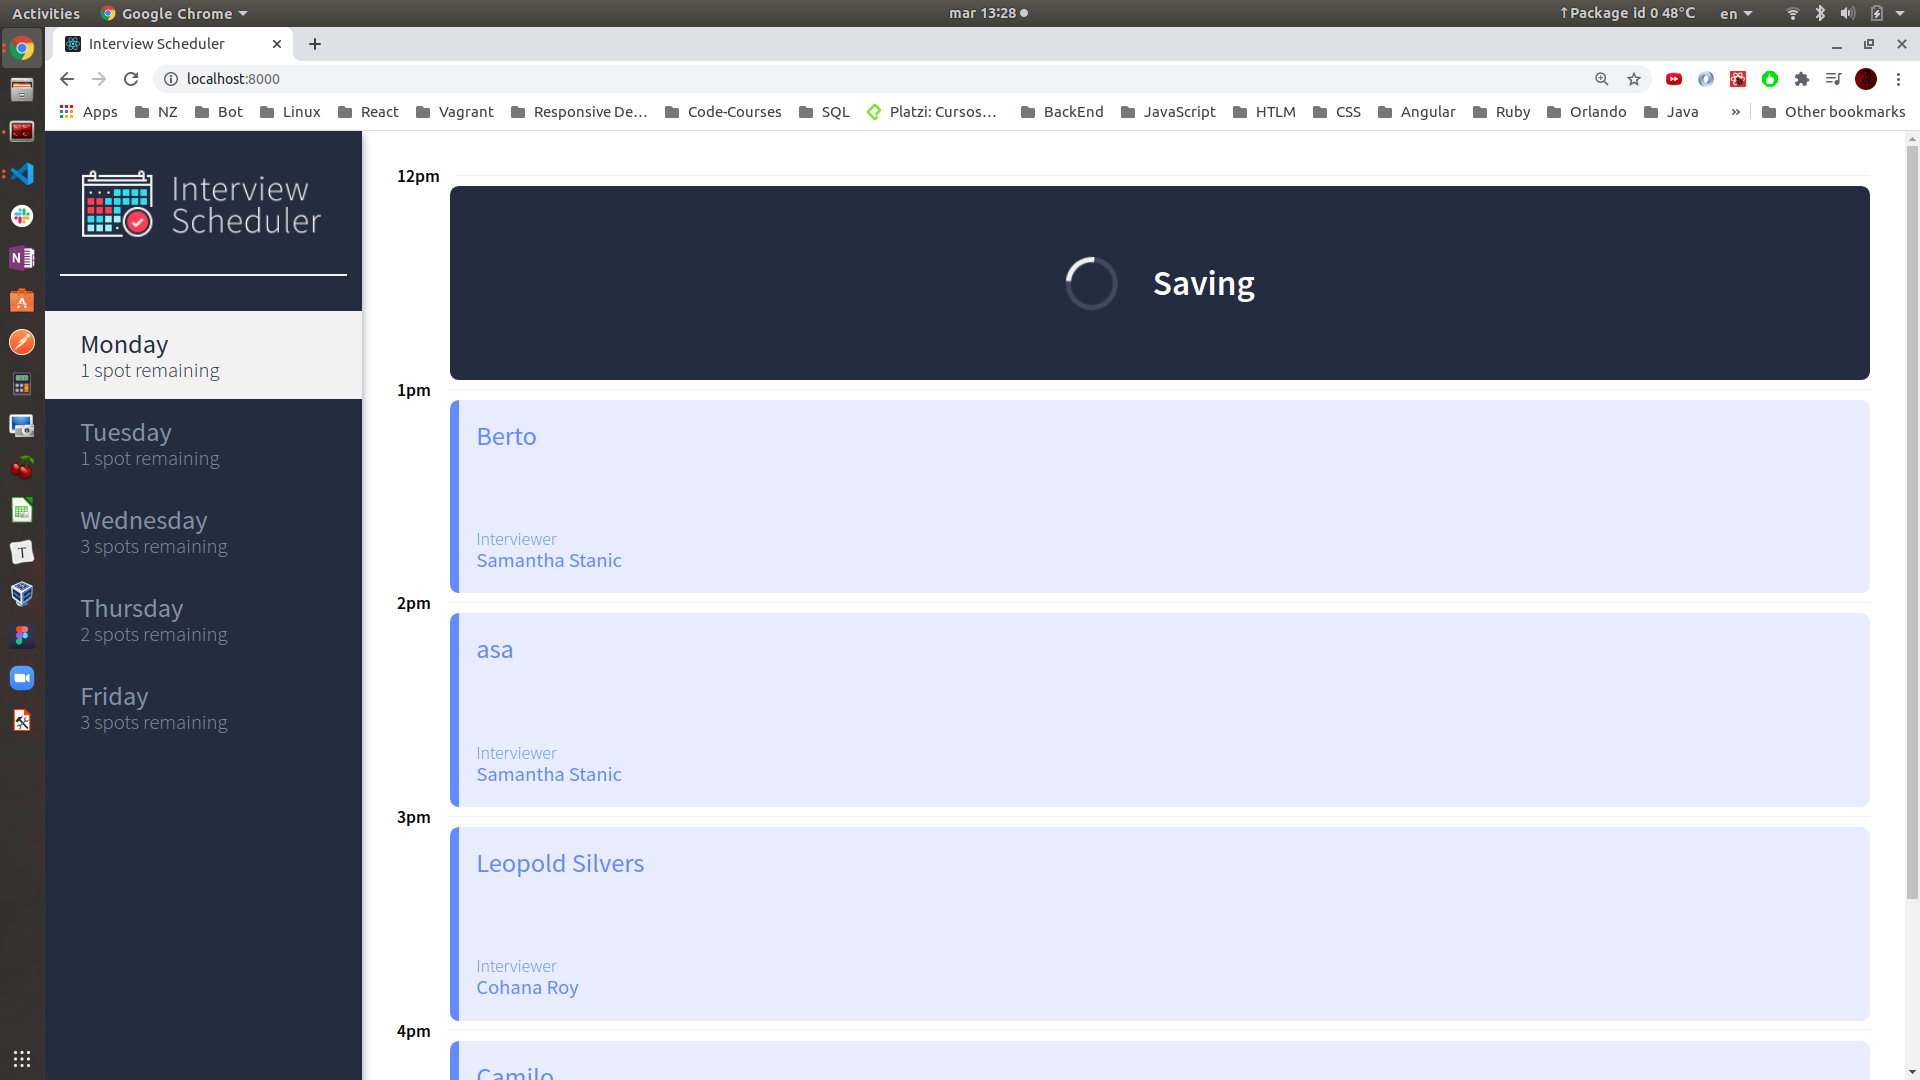 Activities Google Chrome mar 13:28 ↑Package id 0 48°C en
Interview Scheduler
localhost:8000
Apps NZ Bot Linux React Vagrant Responsive De... Code-Courses SQL Platzi: Cursos... BackEnd JavaScript HTLM CSS Angular Ruby Orlando Java » Other bookmarks
Interview
Scheduler
Monday
1 spot remaining
Tuesday
1 spot remaining
Wednesday
3 spots remaining
Thursday
2 spots remaining
Friday
3 spots remaining
12pm
Saving
1pm
Berto
Interviewer
Samantha Stanic
2pm
asa
Interviewer
Samantha Stanic
3pm
Leopold Silvers
Interviewer
Cohana Roy
4pm
Camilo